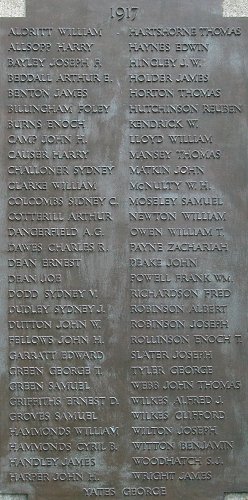 1917
ALDRITT WILLIAM
ALLSOPP HARRY
BAYLEY JOSEPH F.
BEDDALL ARTHUR E.
BENTON JAMES
BILLINGHAM FOLEY
BURNS ENOCH
CAMP JOHN H.
CAUSER HARRY
CHALLONER SYDNEY
CLARKE WILLIAM
COLCOMBS SIDNEY C.
COTTERILL ARTHUR
DANGERFIELD A.G.
DAWES CHARLES R.
DEAN ERNEST
DEAN JOB
DODD SYDNEY V.
DUDLEY SYDNEY J.
DUTTON JOHN W.
FELLOWS JOHN H.
GARRATT EDWARD
GREEN GEORGE T.
GREEN SAMUEL
GRIFFITHS ERNEST D.
GROVES SAMUEL
HAMMONDS WILLIAM
HAMMONDS CYRIL B.
HANDLEY JAMES
HARPER JOHN H.
HARTSHORNE THOMAS
HAYNES EDWIN
HINGLEY J.W.
HOLDER JAMES
HORTON THOMAS
HUTCHINSON REUBEN
KENDRICK W.
LLOYD WILLIAM
MANSEY THOMAS
MATKIN JOHN
McNULTY W.H.
MOSELEY SAMUEL
NEWTON WILLIAM
OWEN WILLIAM T.
PAYNE ZACHARIAH
PEAKE JOHN
POWELL FRANK WM.
RICHARDSON FRED
ROBINSON ALBERT
ROBINSON JOSEPH
ROLLINSON ENOCH T.
SLATER JOSEPH
TYLER GEORGE
WEBB JOHN THOMAS
WILKES ALFRED J.
WILKES CLIFFORD
WILTON JOSEPH
WITTON BENJAMIN
WOODHATCH S.J.
WRIGHT JAMES
YATES GEORGE